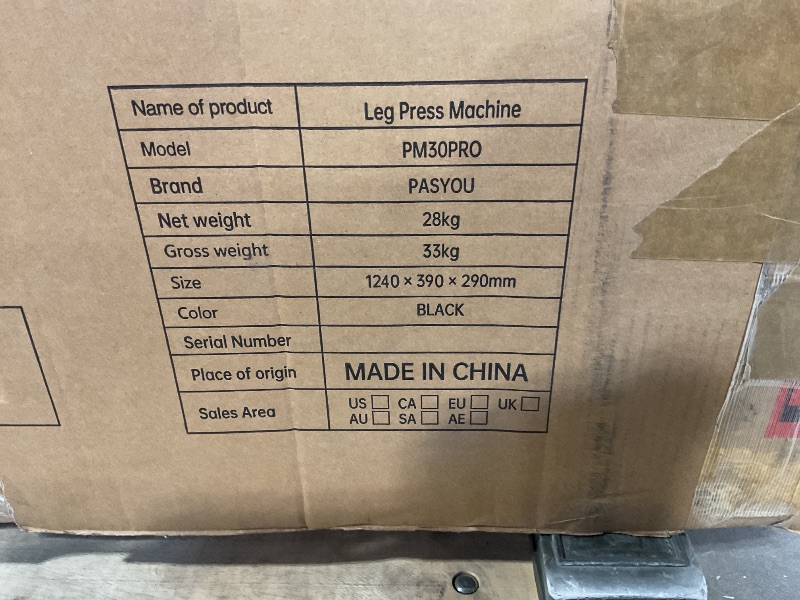 Name of product Leg Press Machine
Model PM30PRO
Brand PASYOU
Net weight 28kg
Gross weight 33kg
Size 1240 × 390 × 290mm
Color BLACK
Serial Number
Place of origin MADE IN CHINA
Sales Area US CA EU UK
AU SA AE